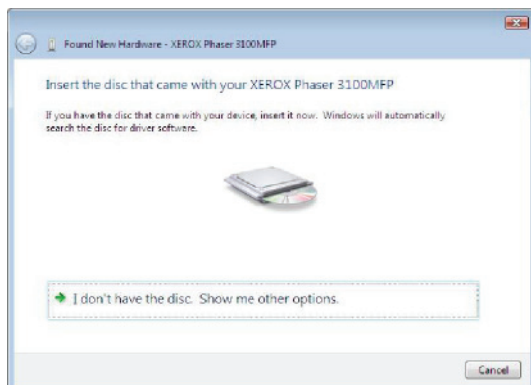 Found New Hardware - XEROX Phaser 3100MFP
Insert the disc that came with your XEROX Phaser 3100MFP
If you have the disc that came with your device, insert it now.  Windows will automatically
search the disc for driver software.
I don't have the disc.  Show me other options.
Cancel